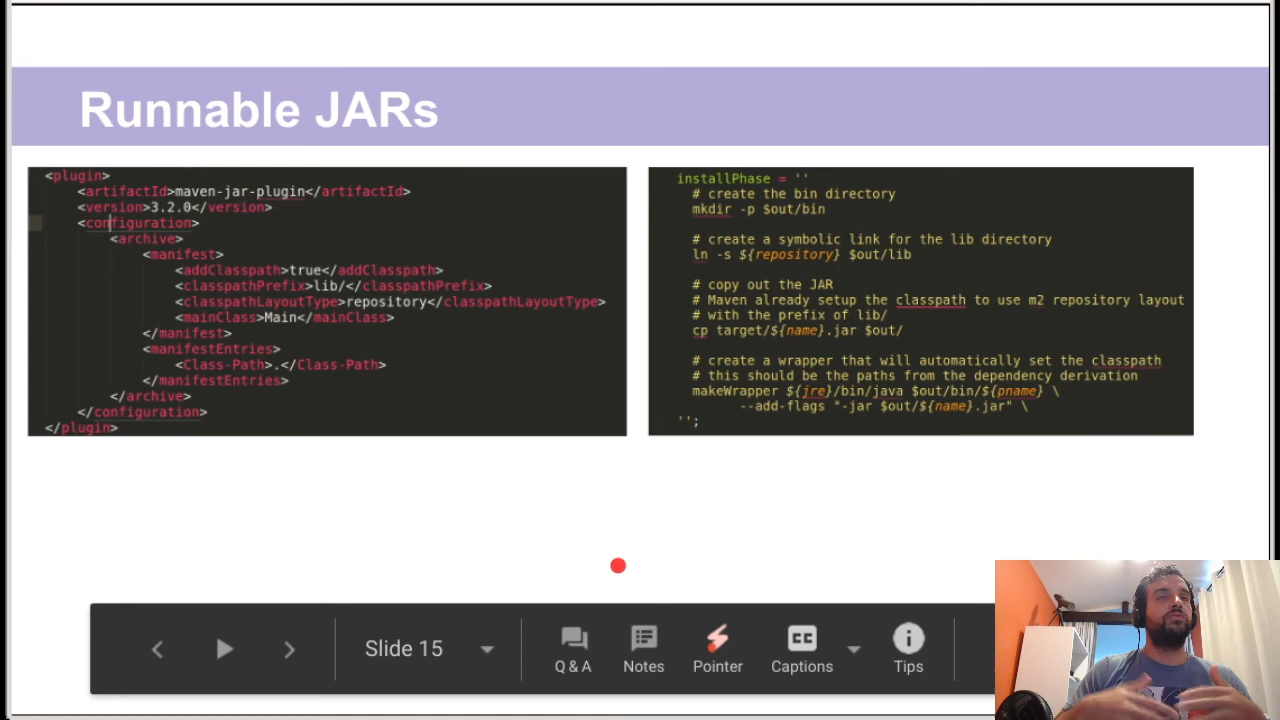 Runnable JARs
<plugin>
<artifactId>maven-jar-plugin</artifactId>
<version>3.2.0</version>
<configuration>
<archive>
<manifest>
<addClasspath>true</addClasspath>
<classpathPrefix>lib/</classpathPrefix>
<classpathLayoutType>repository</classpathLayoutType>
<mainClass>Main</mainClass>
</manifest>
<manifestEntries>
<Class-Path>.</Class-Path>
</manifestEntries>
</archive>
</configuration>
</plugin>
installPhase = ''
# create the bin directory
mkdir -p $out/bin
# create a symbolic link for the lib directory
ln -s ${repository} $out/lib
# copy out the JAR
# Maven already setup the classpath to use m2 repository layout
# with the prefix of lib/
cp target/${name}.jar $out/
# create a wrapper that will automatically set the classpath
# this should be the paths from the dependency derivation
makeWrapper ${jre}/bin/java $out/bin/${pname} \
--add-flags "-jar $out/${name}.jar" \
'';
Slide 15
Q & A
Notes
Pointer
CC
Captions
Tips